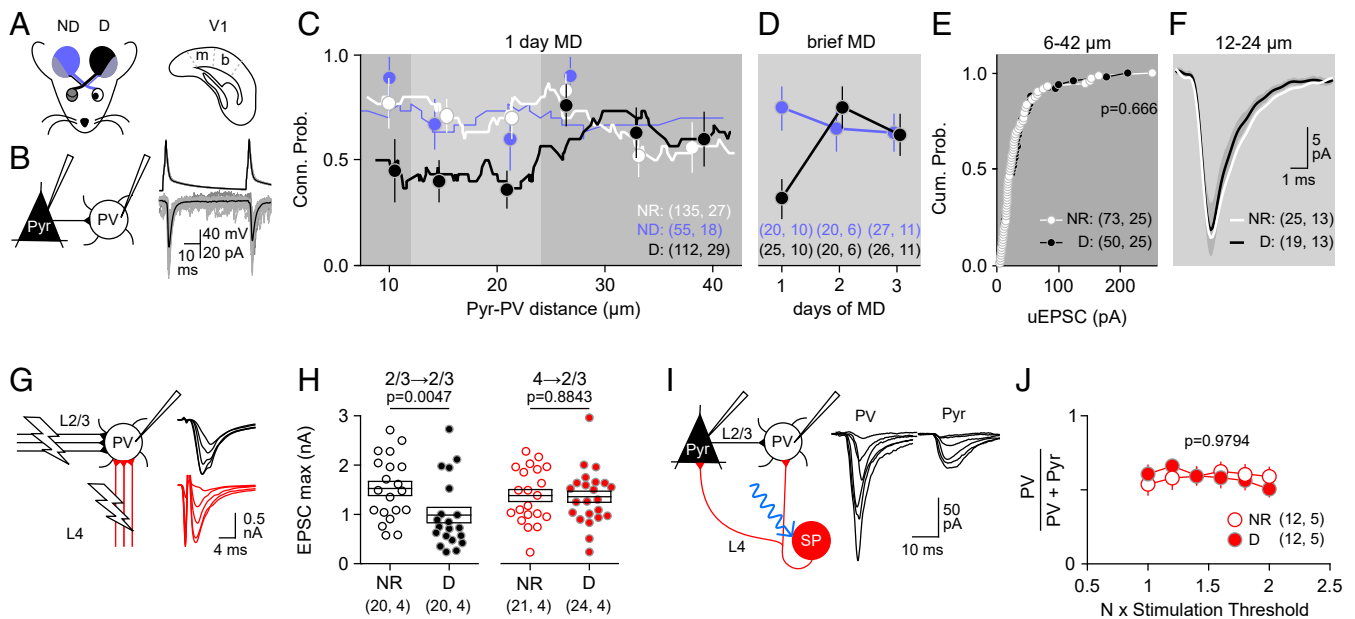 A
ND
D
V1
m
b
B
Pyr
PV
40 mV
20 pA
10
ms
C
1 day MD
Conn. Prob.
1.0
0.5
0.0
NR: (135, 27)
ND: (55, 18)
D: (112, 29)
10
20
30
40
Pyr-PV distance (µm)
D
brief MD
(20, 10) (20, 6) (27, 11)
(25, 10) (20, 6) (26, 11)
1
2
3
days of MD
E
6-42 µm
Cum. Prob.
1.0
0.5
0.0
p=0.666
NR: (73, 25)
D: (50, 25)
0
100
200
uEPSC (pA)
F
12-24 µm
5
pA
1 ms
NR: (25, 13)
D: (19, 13)
G
L2/3
PV
L4
0.5
nA
4 ms
H
2/3→2/3
p=0.0047
4→2/3
p=0.8843
EPSC max (nA)
3
2
1
0
NR
D
NR
D
(20, 4)
(20, 4)
(21, 4)
(24, 4)
I
Pyr
L2/3
PV
L4
SP
PV
Pyr
50
pA
10 ms
J
1
0
p=0.9794
PV
PV + Pyr
NR (12, 5)
D (12, 5)
0.5
1
1.5
2
2.5
N x Stimulation Threshold